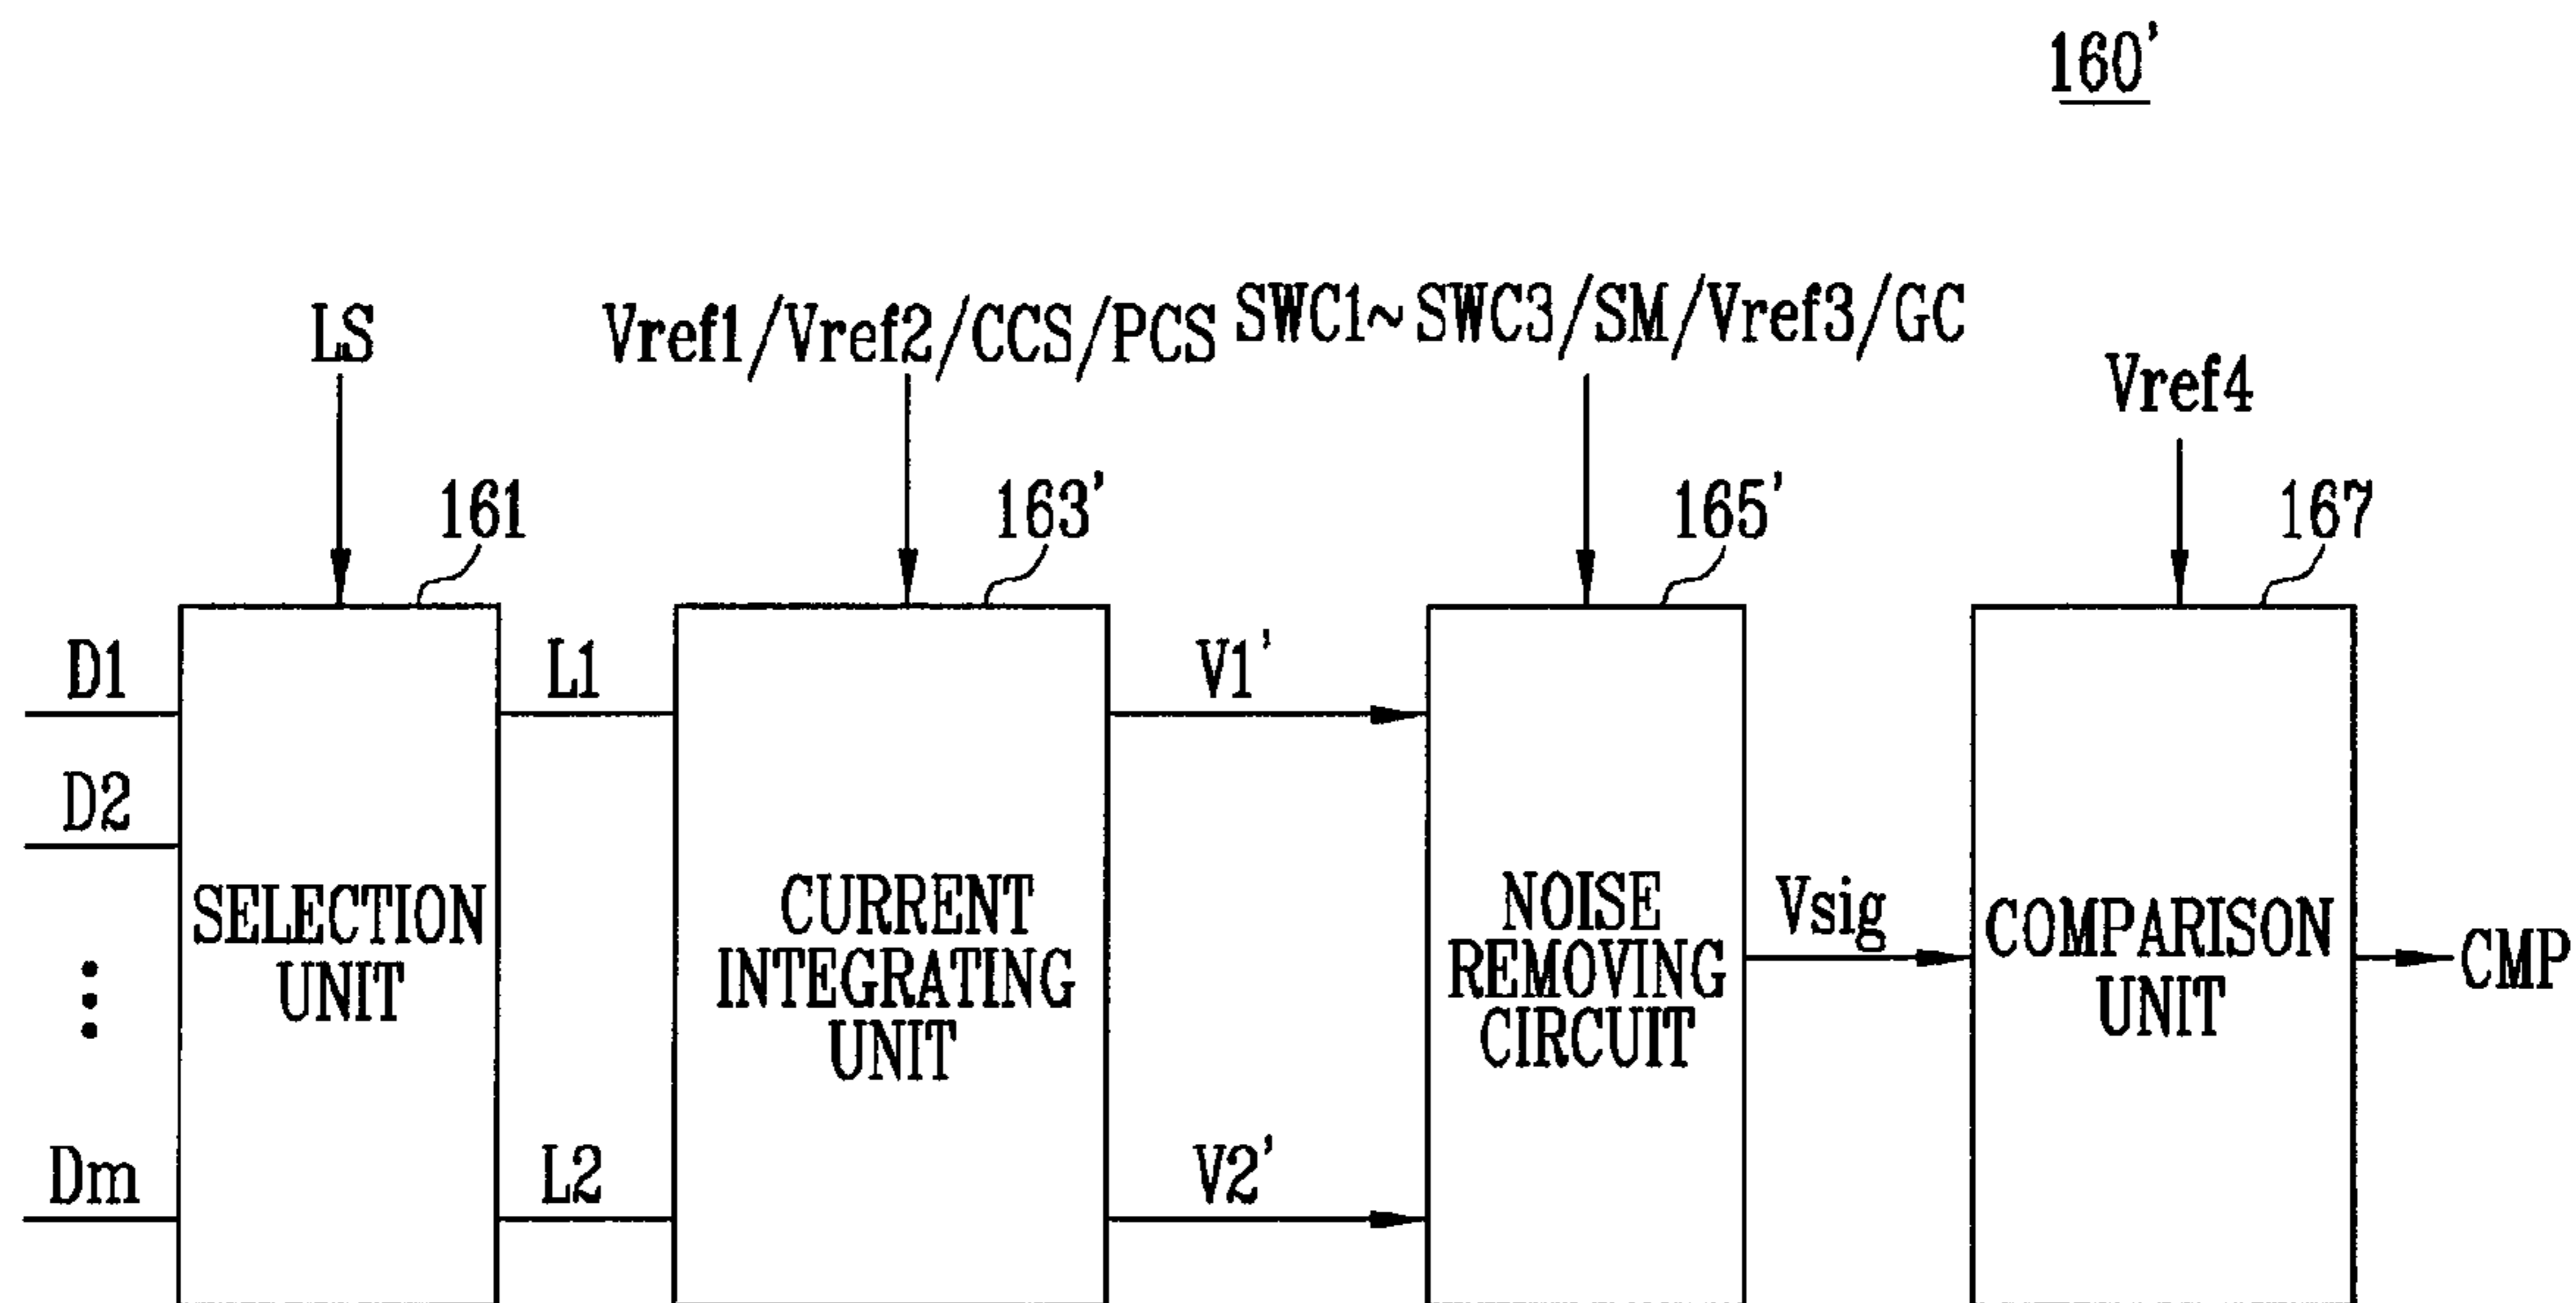 160'
LS
Vref1/Vref2/CCS/PCS
SWC1~SWC3/SM/Vref3/GC
Vref4
161
163'
165'
167
D1
D2
Dm
SELECTION
UNIT
L1
L2
CURRENT
INTEGRATING
UNIT
V1'
V2'
NOISE
REMOVING
CIRCUIT
Vsig
COMPARISON
UNIT
CMP